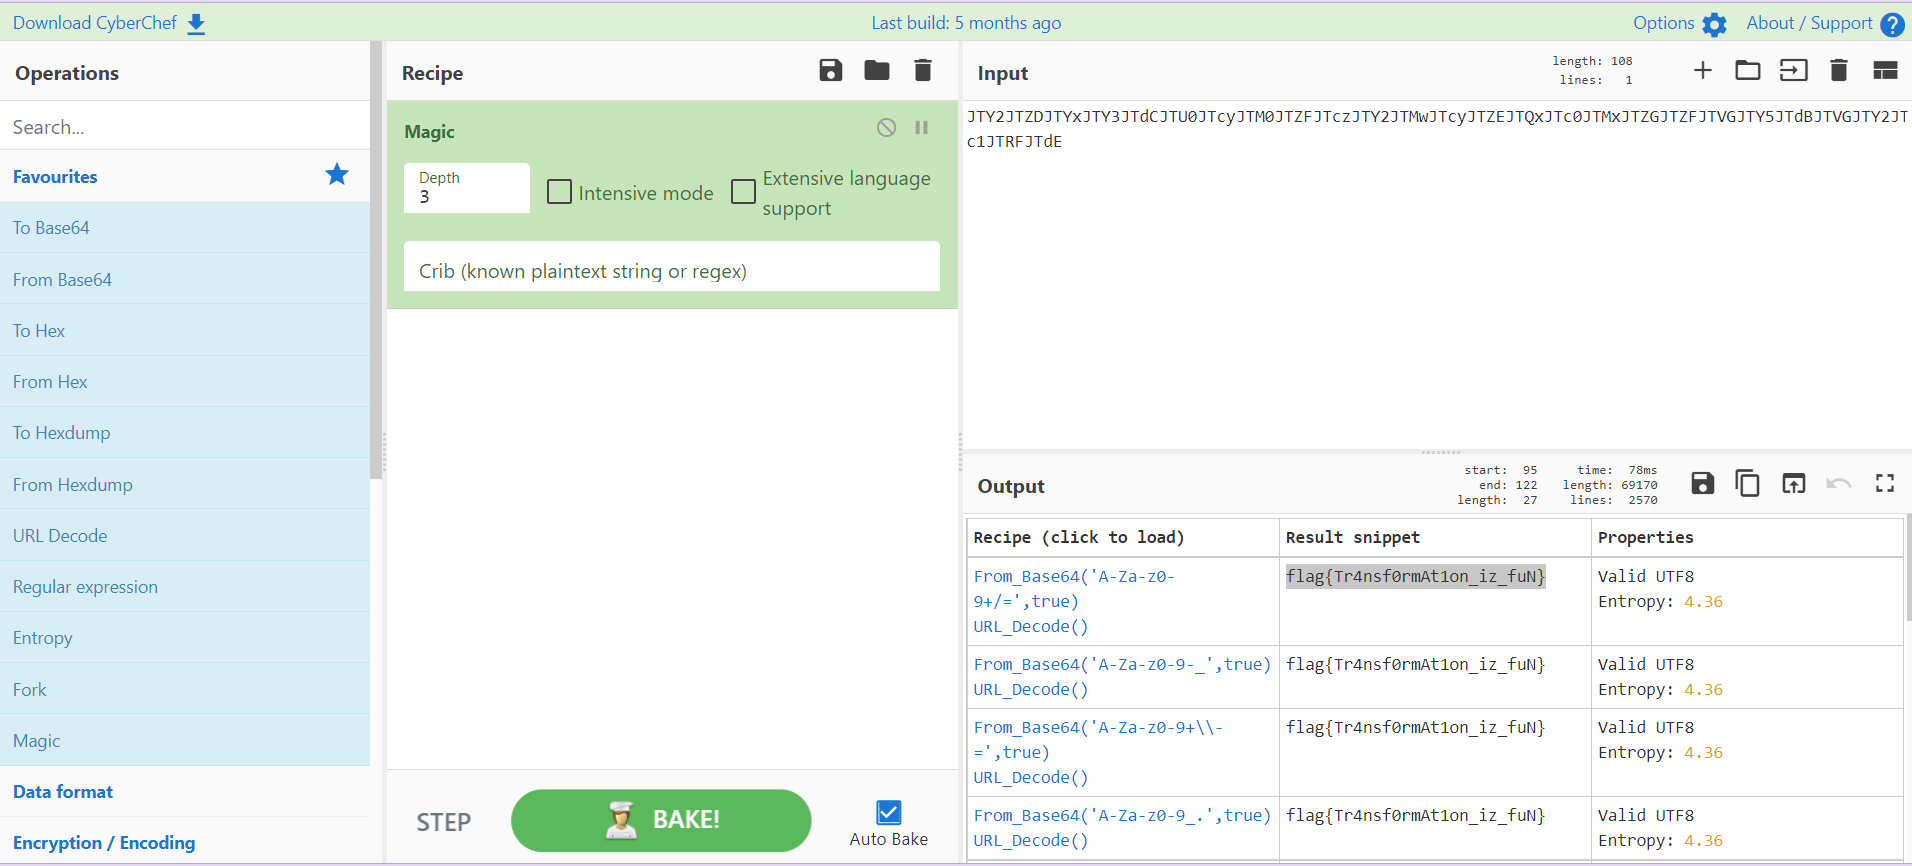 Download CyberChef
Last build: 5 months ago
Options
About / Support
Operations
Search...
Favourites
To Base64
From Base64
To Hex
From Hex
To Hexdump
From Hexdump
URL Decode
Regular expression
Entropy
Fork
Magic
Data format
Encryption / Encoding
Recipe
Magic
Depth
3
Intensive mode
Extensive language
support
Crib (known plaintext string or regex)
STEP
BAKE!
Auto Bake
Input
length: 108
lines: 1
JTY2JTZDJTYxJTY3JTdCJTU0JTcyJTM0JTZFJTczJTY2JTMwJTcyJTZEJTQxJTc0JTMxJTZGJTZFJTVGJTY5JTdBJTVGJTY2JT
c1JTRFJTdE
Output
start: 95
end: 122
length: 27
time: 78ms
length: 69170
lines: 2570
Recipe (click to load)
Result snippet
Properties
From_Base64('A-Za-z0-
9+/=',true)
URL_Decode()
flag{Tr4nsf0rmAt1on_iz_fuN}
Valid UTF8
Entropy: 4.36
From_Base64('A-Za-z0-9-_',true)
URL_Decode()
flag{Tr4nsf0rmAt1on_iz_fuN}
Valid UTF8
Entropy: 4.36
From_Base64('A-Za-z0-9+\\-
=',true)
URL_Decode()
flag{Tr4nsf0rmAt1on_iz_fuN}
Valid UTF8
Entropy: 4.36
From_Base64('A-Za-z0-9_.',true)
URL_Decode()
flag{Tr4nsf0rmAt1on_iz_fuN}
Valid UTF8
Entropy: 4.36